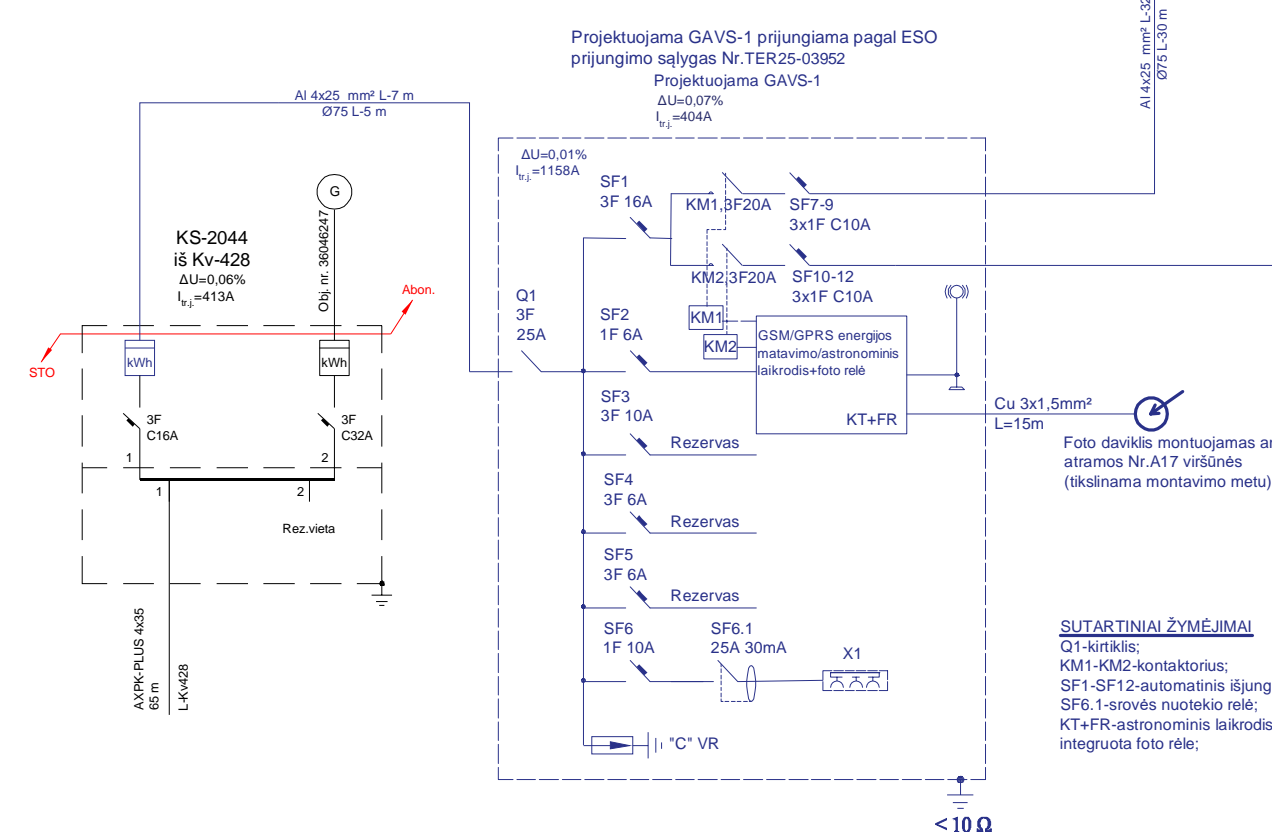 Projektuojama GAVS-1 prijungiama pagal ESO
prijungimo sąlygas Nr.TER25-03952
Projektuojama GAVS-1
ΔU=0,07%
Itr.j.=404A
Al 4x25 mm² L-32
Ø75 L-30 m
Al 4x25 mm² L-7 m
Ø75 L-5 m
G
Obj. nr. 36046247
KS-2044
iš Kv-428
ΔU=0,06%
Itr.j.=413A
Abon.
STO
kWh
kWh
3F
C16A
3F
C32A
1
2
1
2
Rez.vieta
AXPK-PLUS 4x35
65 m
L-Kv428
ΔU=0,01%
Itr.j.=1158A
Q1
3F
25A
SF1
3F 16A
KM1,3F20A
SF7-9
3x1F C10A
KM2,3F20A
SF10-12
3x1F C10A
SF2
1F 6A
KM1
KM2
GSM/GPRS energijos
matavimo/astronominis
laikrodis+foto relė
KT+FR
Cu 3x1,5mm²
L=15m
Foto daviklis montuojamas
atramos Nr.A17 viršūnės
(tikslinama montavimo metu)
SF3
3F 10A
Rezervas
SF4
3F 6A
Rezervas
SF5
3F 6A
Rezervas
SF6
1F 10A
SF6.1
25A 30mA
X1
"C" VR
< 10 Ω
SUTARTINIAI ŽYMĖJIMAI
Q1-kirtiklis;
KM1-KM2-kontaktorius;
SF1-SF12-automatinis išjung
SF6.1-srovės nuotekio relė;
KT+FR-astronominis laikrodis
integruota foto rėle;